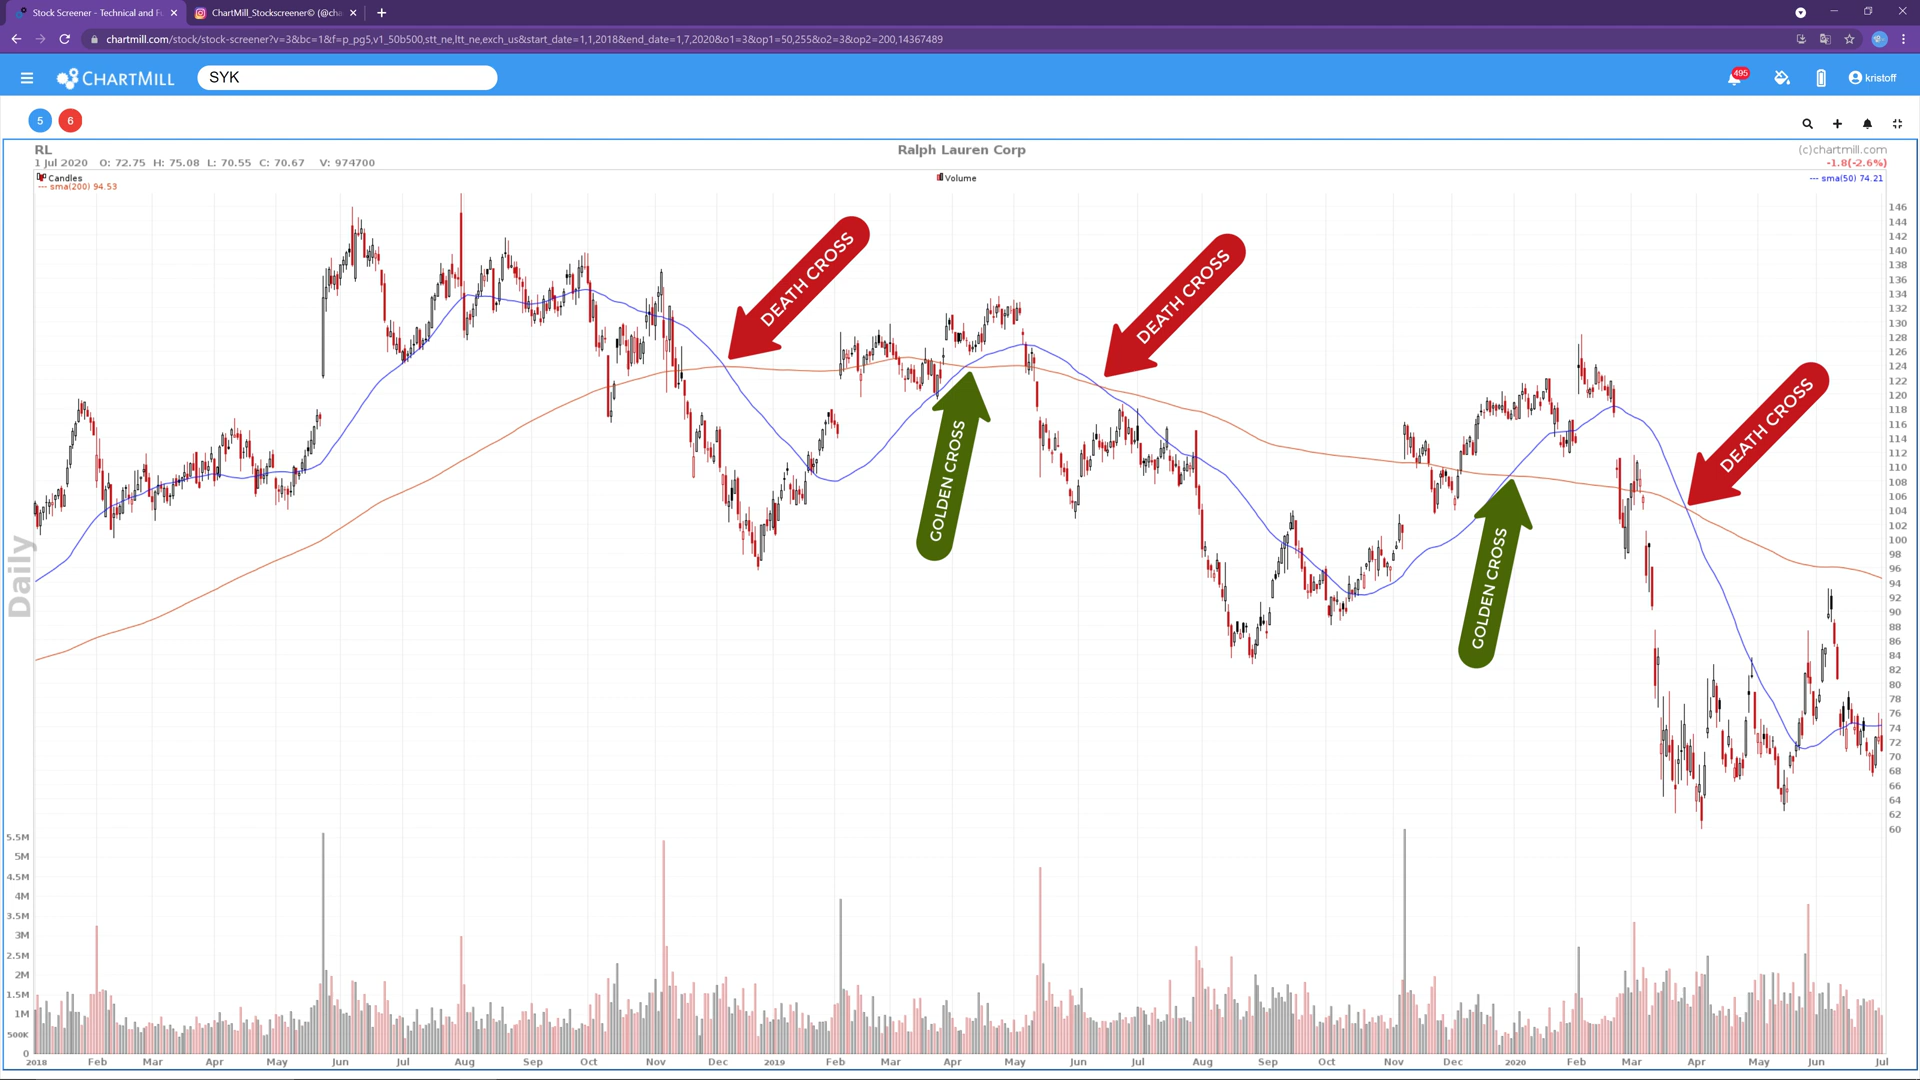 Stock Screener - Technical and F
ChartMill_Stockscreener© (@cha
chartmill.com/stock/stock-screener?v=3&bc=1&f=p_pg5,v1_50b500,stt_ne,ltt_ne,exch_us&start_date=1,1,2018&end_date=1,7,2020&o1=3&op1=50,255&o2=3&op2=200,14367489
CHARTMILL
SYK
495
kristoff
5
6
RL
Ralph Lauren Corp
(c)chartmill.com
1 Jul 2020 O: 72.75 H: 75.08 L: 70.55 C: 70.67 V: 974700
-1.8(-2.6%)
Candles
Volume
--- sma(50) 74.21
--- sma(200) 94.53
DEATH CROSS
DEATH CROSS
DEATH CROSS
GOLDEN CROSS
GOLDEN CROSS
Daily
146
144
142
140
138
136
134
132
130
128
126
124
122
120
118
116
114
112
110
108
106
104
102
100
98
96
94
92
90
88
86
84
82
80
78
76
74
72
70
68
66
64
62
60
5.5M
5M
4.5M
4M
3.5M
3M
2.5M
2M
1.5M
1M
500K
0
2018 Feb Mar Apr May Jun Jul Aug Sep Oct Nov Dec 2019 Feb Mar Apr May Jun Jul Aug Sep Oct Nov Dec 2020 Feb Mar Apr May Jun Jul